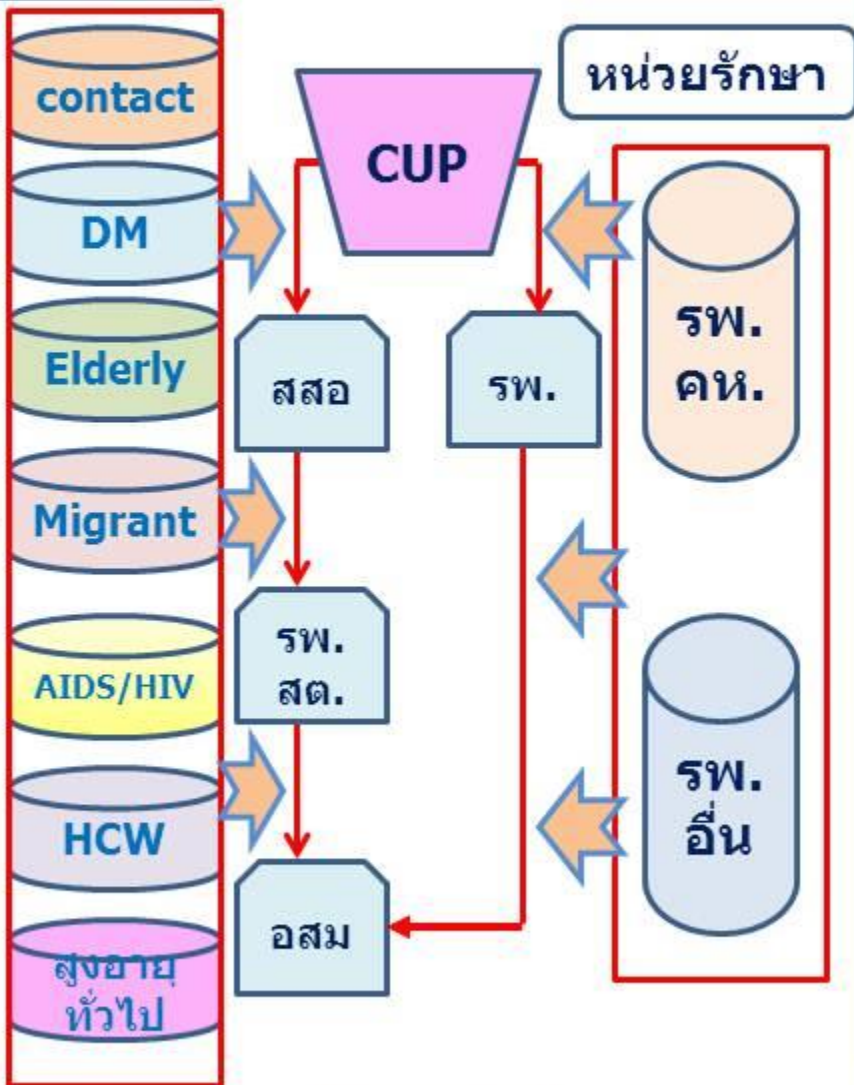 contact
DM
Elderly
Migrant
AIDS/HIV
HCW
สูงอายุ
ทั่วไป
CUP
สสอ
รพ.
รพ.
สต.
อสม
หน่วยรักษา
รพ.
คห.
รพ.
อื่น